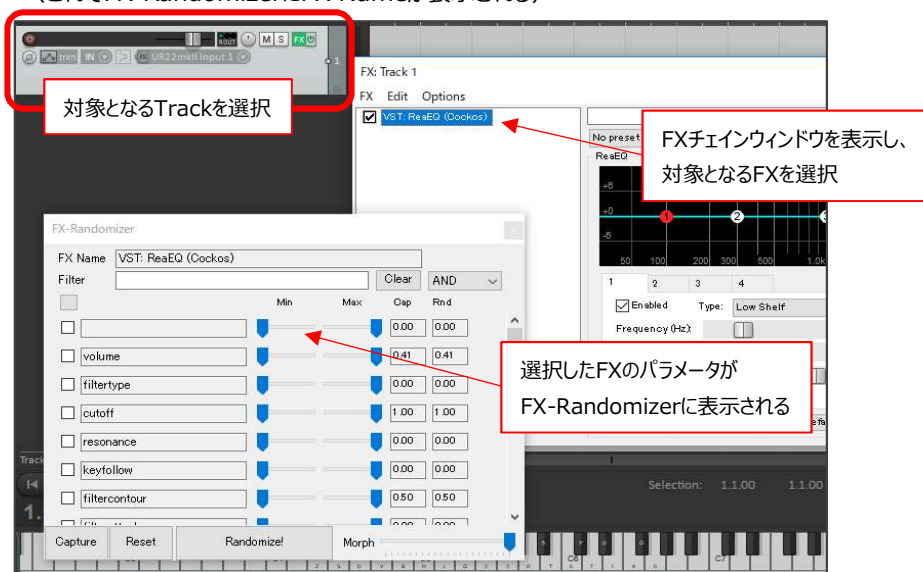 M S FX
trim IN UR22mkII Input 1
1
対象となるTrackを選択
FX: Track 1
FX Edit Options
VST: ReaEQ (Cockos)
No preset
ReaEQ
FXチェインウィンドウを表示し、
対象となるFXを選択
+6
+0
-6
1
2
50 100 200 300 500 1.0k
1 2 3 4
Enabled Type: Low Shelf
Frequency (Hz):
FX-Randomizer
FX Name VST: ReaEQ (Cockos)
Filter Clear AND
Min Max Cap Rnd
0.00 0.00
volume 0.41 0.41
filtertype 0.00 0.00
cutoff 1.00 1.00
resonance 0.00 0.00
keyfollow 0.00 0.00
filtercontour 0.50 0.50
選択したFXのパラメータが
FX-Randomizerに表示される
Capture Reset Randomize! Morph
Track
1.
Selection: 1.1.00 1.1.00
C6
C7